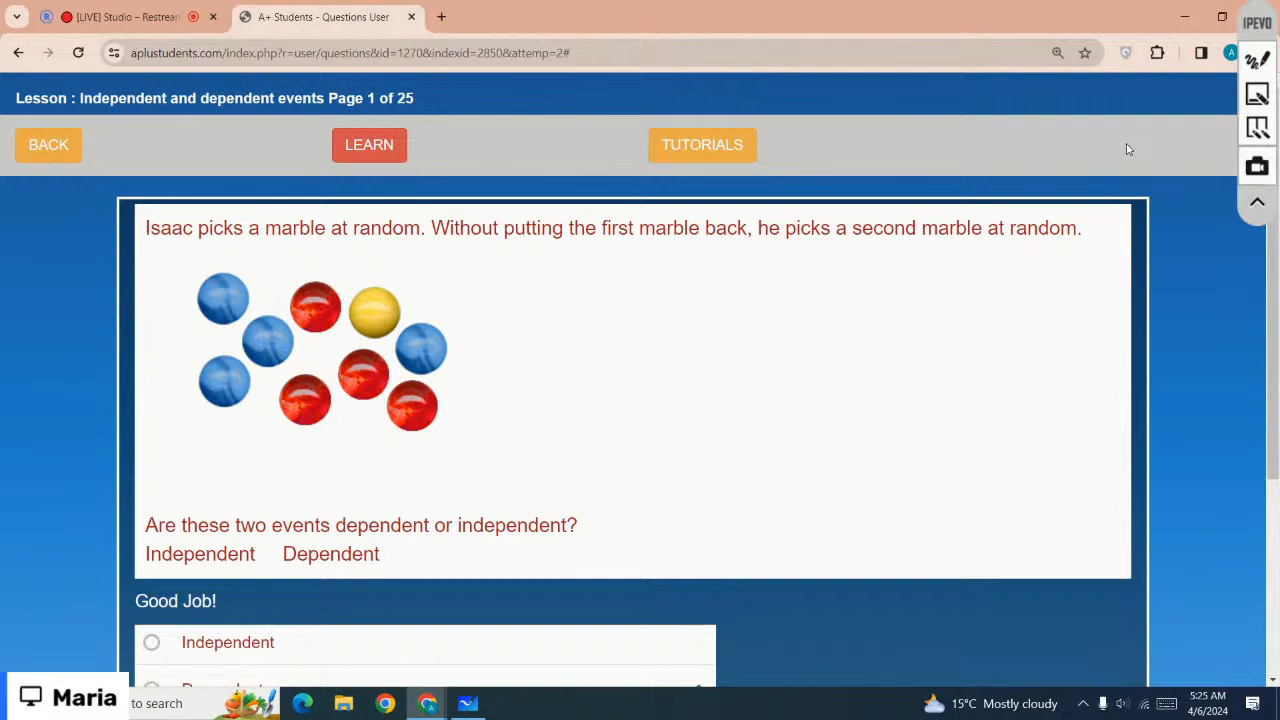 [LIVE] Studio – Restream
A+ Students - Questions User
aplustudents.com/index.php?r=user/questions&id=1270&indexid=2850&attemp=2#
A
IPEVO
Lesson : Independent and dependent events Page 1 of 25
BACK LEARN TUTORIALS
Isaac picks a marble at random. Without putting the first marble back, he picks a second marble at random.
Are these two events dependent or independent?
Independent Dependent
Good Job!
Independent
Maria
to search
15°C Mostly cloudy
5:25 AM
4/6/2024